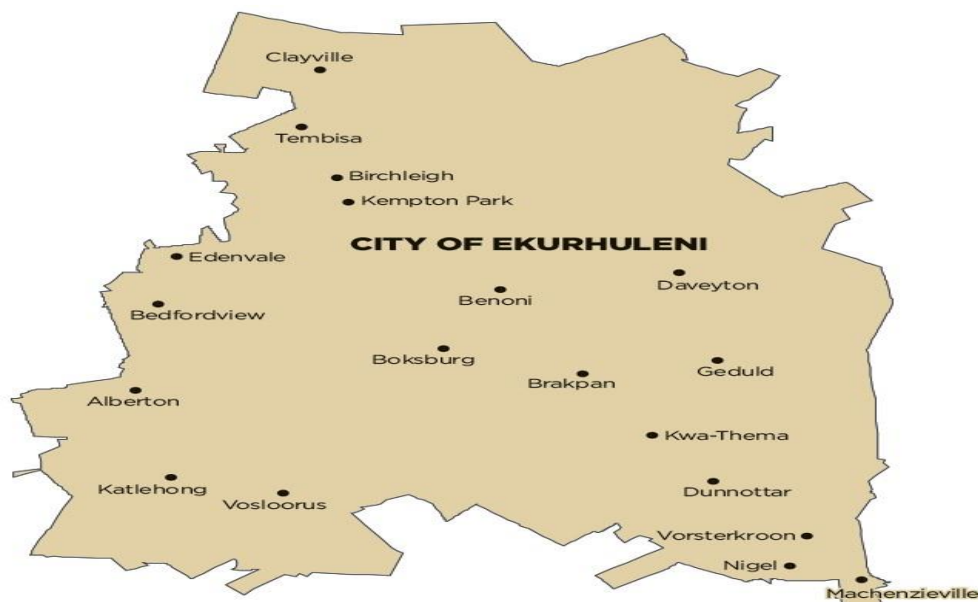 Clayville
Tembisa
Birchleigh
Kempton Park
CITY OF EKURHULENI
Edenvale
Daveyton
Benoni
Bedfordview
Boksburg
Geduld
Brakpan
Alberton
Kwa-Thema
Katlehong
Dunnottar
Vosloorus
Vorsterkroon
Nigel
Machenzieville